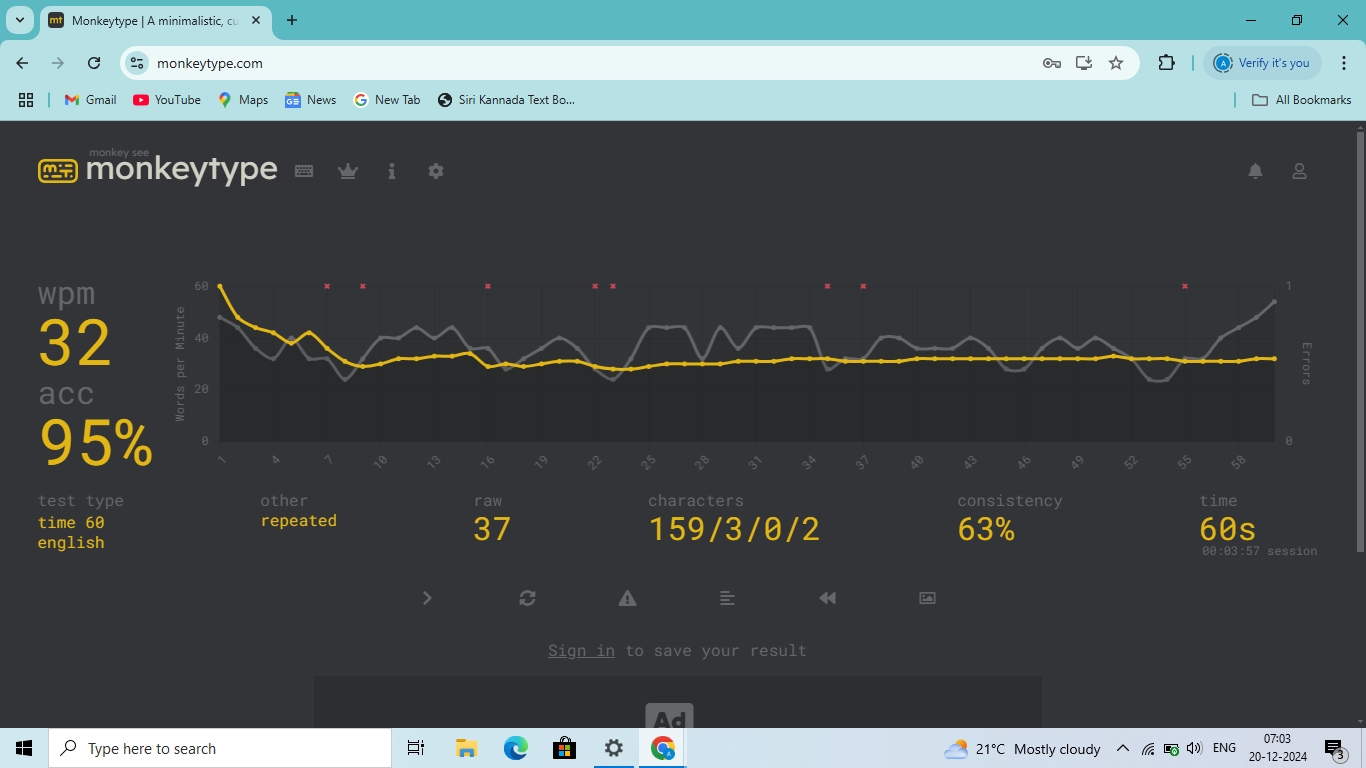 mt Monkeytype | A minimalistic, cu
monkeytype.com
Verify it's you
Gmail
YouTube
Maps
News
New Tab
Siri Kannada Text Bo...
All Bookmarks
monkey see
monkeytype
wpm
32
acc
95%
Words per Minute
60
40
20
0
1 4 7 10 13 16 19 22 25 28 31 34 37 40 43 46 49 52 55 58
1
0
Errors
test type
time 60
english
other
repeated
raw
37
characters
159/3/0/2
consistency
63%
time
60s
00:03:57 session
Sign in to save your result
Ad
Type here to search
21°C Mostly cloudy
ENG
07:03
20-12-2024
3